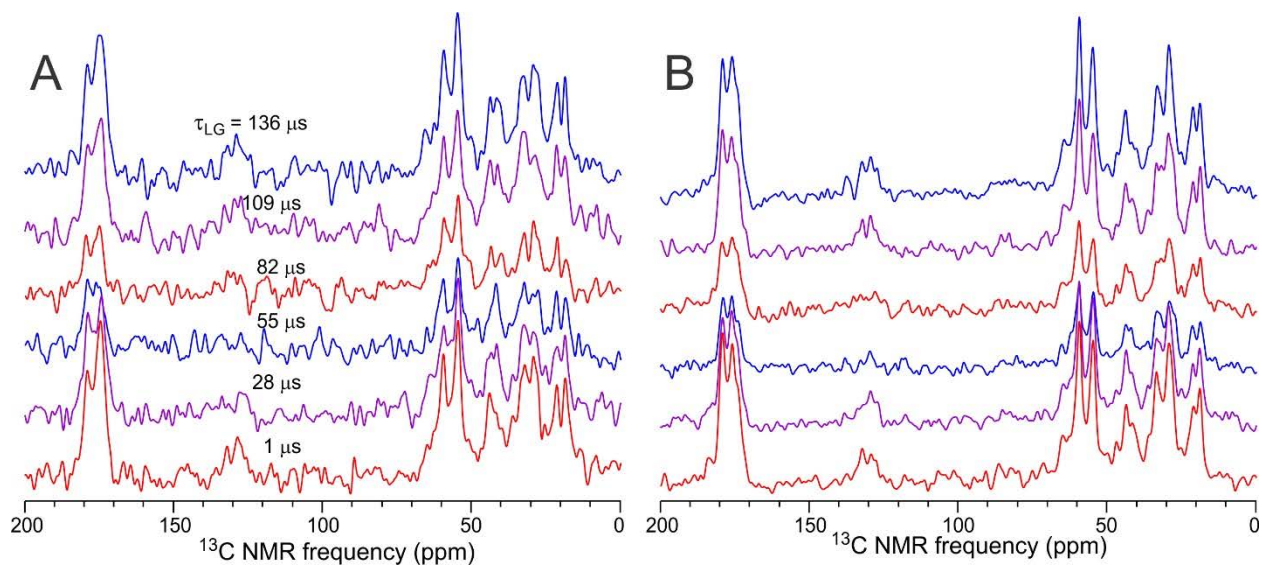 A
B
τLG = 136 μs
109 μs
82 μs
55 μs
28 μs
1 μs
200 150 100 50 0
200 150 100 50 0
13C NMR frequency (ppm)
13C NMR frequency (ppm)